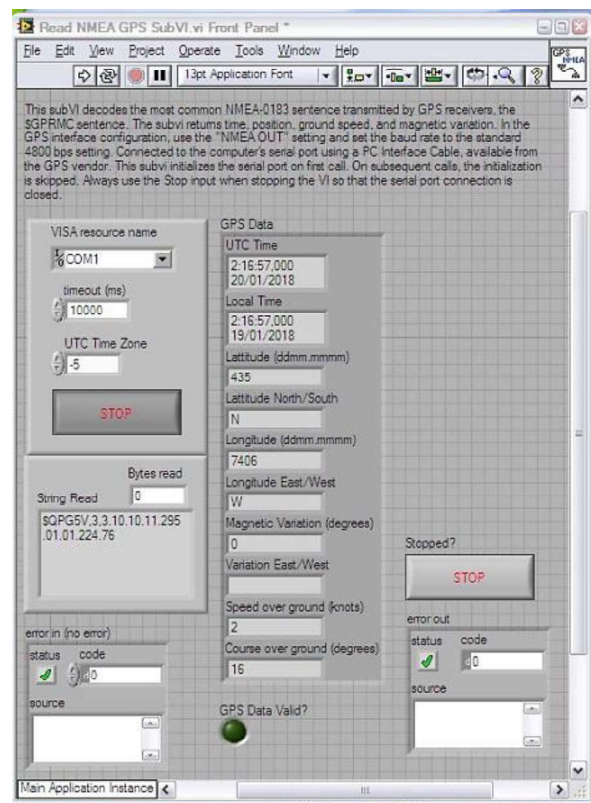 Read NMEA GPS SubVI.vi Front Panel *
File Edit View Project Operate Tools Window Help
13pt Application Font
GPS
NMEA
This subVI decodes the most common NMEA-0183 sentence transmitted by GPS receivers, the
$GPRMC sentence. The subvi returns time, position, ground speed, and magnetic variation. In the
GPS interface configuration, use the "NMEA OUT" setting and set the baud rate to the standard
4800 bps setting. Connected to the computer's serial port using a PC Interface Cable, available from
the GPS vendor. This subvi initializes the serial port on first call. On subsequent calls, the initialization
is skipped. Always use the Stop input when stopping the VI so that the serial port connection is
closed.
VISA resource name
COM1
timeout (ms)
10000
UTC Time Zone
-5
STOP
Bytes read
0
String Read
$QPG5V,3,3.10.10.11.295
.01.01.224.76
error in (no error)
status code
0
source
GPS Data
UTC Time
2:16:57,000
20/01/2018
Local Time
2:16:57,000
19/01/2018
Lattitude (ddmm.mmmm)
435
Lattitude North/South
N
Longitude (ddmm.mmmm)
7406
Longitude East/West
W
Magnetic Variation (degrees)
0
Variation East/West
Speed over ground (knots)
2
Course over ground (degrees)
16
GPS Data Valid?
Stopped?
STOP
error out
status code
0
source
Main Application Instance